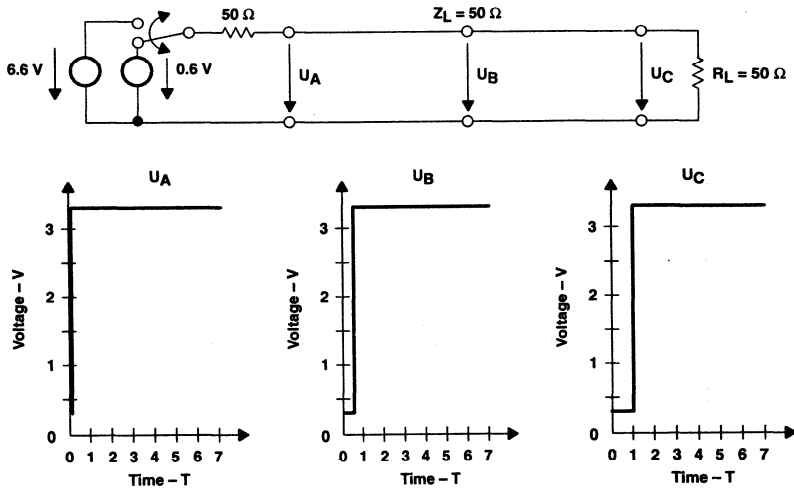 50 Ω
Z_L = 50 Ω
6.6 V
0.6 V
U_A
U_B
U_C
R_L = 50 Ω
U_A
Voltage – V
3
2
1
0
0 1 2 3 4 5 6 7
Time – T
U_B
Voltage – V
3
2
1
0
0 1 2 3 4 5 6 7
Time – T
U_C
Voltage – V
3
2
1
0
0 1 2 3 4 5 6 7
Time – T